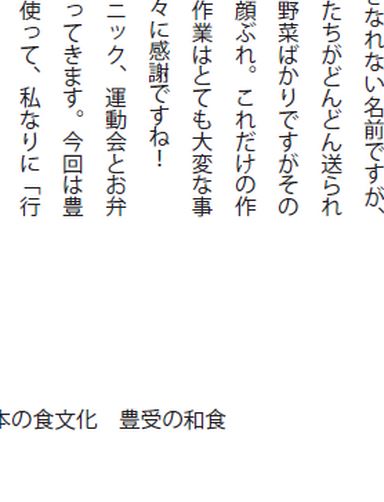 なれない名前ですが、
たちがどんどん送られ
野菜ばかりですがその
顔ぶれ。これだけの作
作業はとても大変な事
々に感謝ですね！
ニック、運動会とお弁
ってきます。今回は豊
使って、私なりに「行
本の食文化　豊受の和食